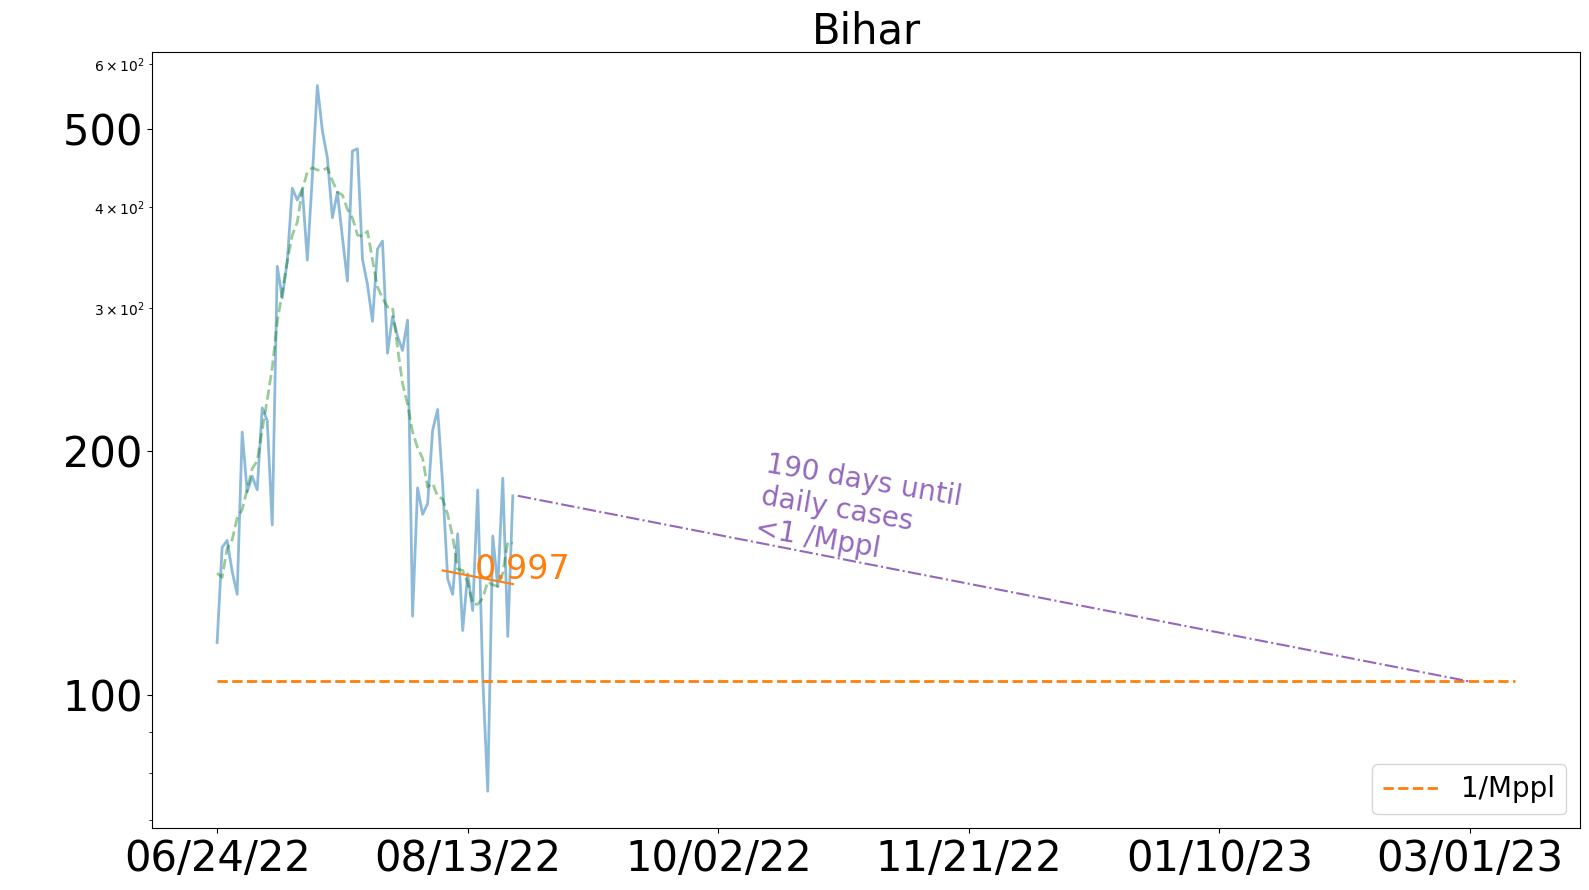 Bihar
6 × 10²
500
4 × 10²
3 × 10²
200
100
190 days until
daily cases
<1 /Mppl
0.997
1/Mppl
06/24/22
08/13/22
10/02/22
11/21/22
01/10/23
03/01/23